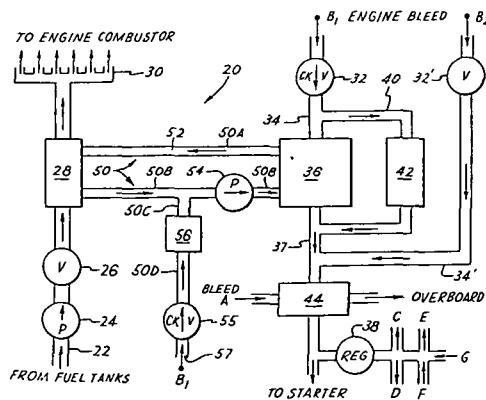 B₁ ENGINE BLEED B₂
TO ENGINE COMBUSTOR
30
20
CK V 32
32' V
40
34
52 50A
50
28
50B
54
P
50B
36
42
50C
56
37
26 V
50D
34'
BLEED A
44
OVERBOARD
24 P
CK V 55
38
REG
C E
G
22
57
D F
FROM FUEL TANKS
B₁
TO STARTER